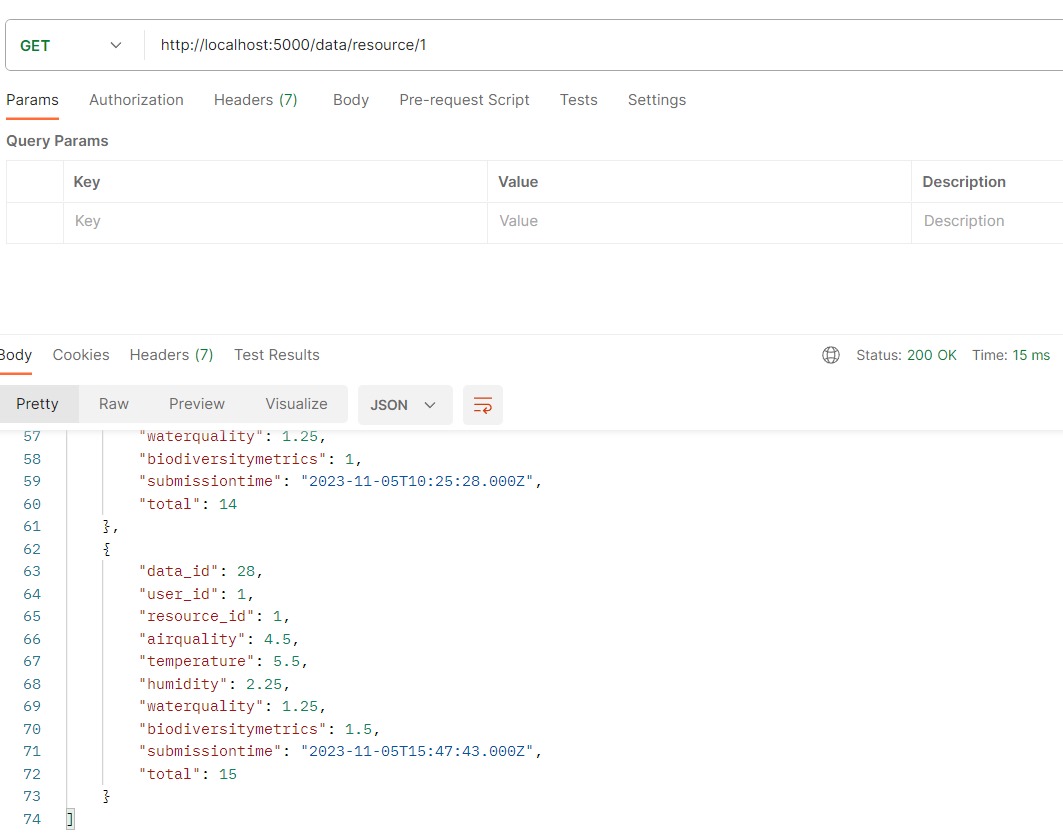 GET http://localhost:5000/data/resource/1
Params Authorization Headers (7) Body Pre-request Script Tests Settings
Query Params
Key Value Description
Key Value Description
Body Cookies Headers (7) Test Results Status: 200 OK Time: 15 ms
Pretty Raw Preview Visualize JSON
57 "waterquality": 1.25,
58 "biodiversitymetrics": 1,
59 "submissiontime": "2023-11-05T10:25:28.000Z",
60 "total": 14
61 },
62 {
63 "data_id": 28,
64 "user_id": 1,
65 "resource_id": 1,
66 "airquality": 4.5,
67 "temperature": 5.5,
68 "humidity": 2.25,
69 "waterquality": 1.25,
70 "biodiversitymetrics": 1.5,
71 "submissiontime": "2023-11-05T15:47:43.000Z",
72 "total": 15
73 }
74 ]